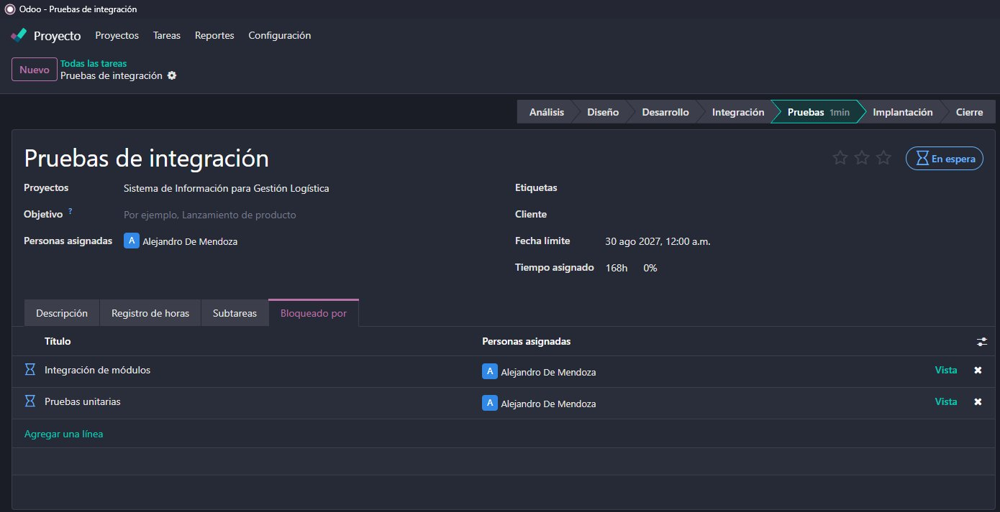 Odoo - Pruebas de integración
Proyecto Proyectos Tareas Reportes Configuración
Nuevo Todas las tareas
Pruebas de integración
Análisis Diseño Desarrollo Integración Pruebas 1min Implantación Cierre
Pruebas de integración En espera
Proyectos Sistema de Información para Gestión Logística Etiquetas
Objetivo ? Por ejemplo, Lanzamiento de producto Cliente
Personas asignadas A Alejandro De Mendoza Fecha límite 30 ago 2027, 12:00 a.m.
Tiempo asignado 168h 0%
Descripción Registro de horas Subtareas Bloqueado por
Título Personas asignadas
Integración de módulos A Alejandro De Mendoza Vista
Pruebas unitarias A Alejandro De Mendoza Vista
Agregar una línea